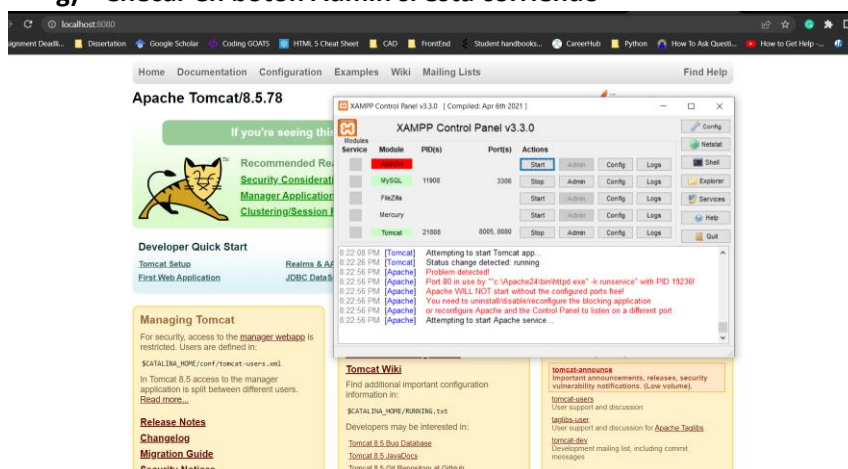 localhost:8080
Dissertation
Google Scholar
Coding GOATS
HTML 5 Cheat Sheet
CAD
FrontEnd
Student handbooks...
CareerHub
Python
How To Ask Questi...
How to Get Help -...
Home Documentation Configuration Examples Wiki Mailing Lists Find Help
Apache Tomcat/8.5.78
If you're seeing thi
Recommended Re
Security Considerati
Manager Application
Clustering/Session
Developer Quick Start
Tomcat Setup
First Web Application
Realms & AA
JDBC DataS
XAMPP Control Panel v3.3.0 [ Compiled: Apr 6th 2021 ]
XAMPP Control Panel v3.3.0
Modules
Service Module PID(s) Port(s) Actions
Apache Start Admin Config Logs
MySQL 11908 3306 Stop Admin Config Logs
FileZilla Start Admin Config Logs
Mercury Start Admin Config Logs
Tomcat 21808 8005, 8080 Stop Admin Config Logs
Config
Netstat
Shell
Explorer
Services
Help
Quit
8:22:08 PM [Tomcat] Attempting to start Tomcat app...
8:22:26 PM [Tomcat] Status change detected: running
8:22:56 PM [Apache] Problem detected!
8:22:56 PM [Apache] Port 80 in use by ""c:\Apache24\bin\httpd.exe" -k runservice" with PID 19236!
8:22:56 PM [Apache] Apache WILL NOT start without the configured ports free!
8:22:56 PM [Apache] You need to uninstall/disable/reconfigure the blocking application
8:22:56 PM [Apache] or reconfigure Apache and the Control Panel to listen on a different port
8:22:56 PM [Apache] Attempting to start Apache service...
Managing Tomcat
For security, access to the manager webapp is
restricted. Users are defined in:
$CATALINA_HOME/conf/tomcat-users.xml
In Tomcat 8.5 access to the manager
application is split between different users.
Read more...
Release Notes
Changelog
Migration Guide
Security Notices
Tomcat Wiki
Find additional important configuration
information in:
$CATALINA_HOME/RUNNING.txt
Developers may be interested in:
Tomcat 8.5 Bug Database
Tomcat 8.5 JavaDocs
Tomcat 8.5 Git Repository at GitHub
tomcat-announce
Important announcements, releases, security
vulnerability notifications. (Low volume).
tomcat-users
User support and discussion
taglibs-user
User support and discussion for Apache Taglibs
tomcat-dev
Development mailing list, including commit
messages